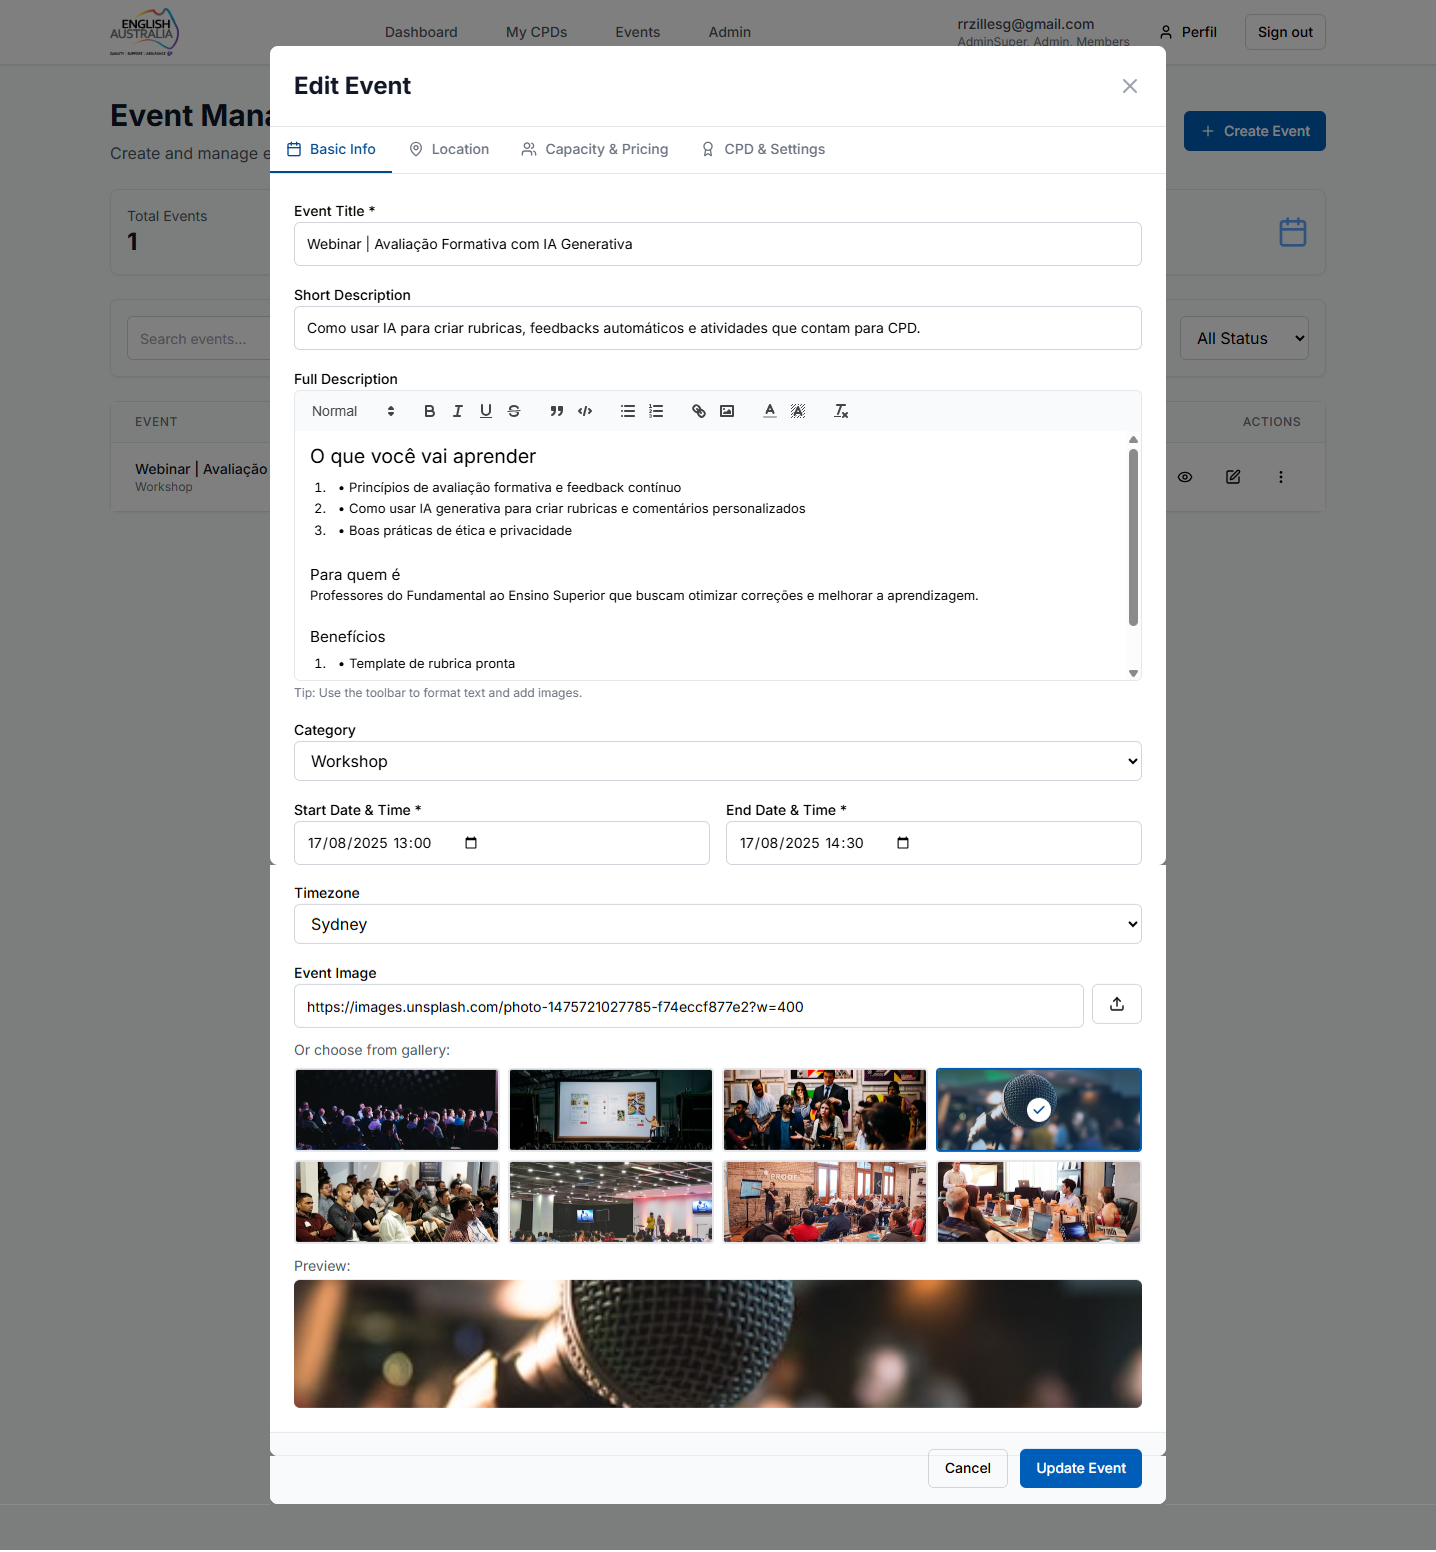 ENGLISH
AUSTRALIA
QUALITY | SUPPORT | ASSURANCE
Dashboard
My CPDs
Events
Admin
rrzillesg@gmail.com
AdminSuper, Admin, Members
Perfil
Sign out
Event Mana
Create and manage e
Create Event
Total Events
1
Search events...
All Status
EVENT
ACTIONS
Webinar | Avaliação
Workshop
Edit Event
Basic Info
Location
Capacity & Pricing
CPD & Settings
Event Title *
Webinar | Avaliação Formativa com IA Generativa
Short Description
Como usar IA para criar rubricas, feedbacks automáticos e atividades que contam para CPD.
Full Description
Normal
O que você vai aprender
1. • Princípios de avaliação formativa e feedback contínuo
2. • Como usar IA generativa para criar rubricas e comentários personalizados
3. • Boas práticas de ética e privacidade
Para quem é
Professores do Fundamental ao Ensino Superior que buscam otimizar correções e melhorar a aprendizagem.
Benefícios
1. • Template de rubrica pronta
Tip: Use the toolbar to format text and add images.
Category
Workshop
Start Date & Time *
End Date & Time *
17/08/2025 13:00
17/08/2025 14:30
Timezone
Sydney
Event Image
https://images.unsplash.com/photo-1475721027785-f74eccf877e2?w=400
Or choose from gallery:
PROOF
Preview:
Cancel
Update Event